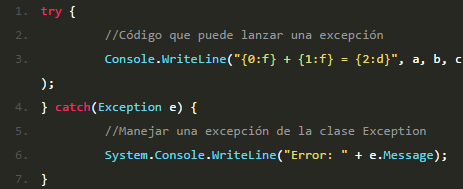 1. try {
2. //Código que puede lanzar una excepción
3. Console.WriteLine("{0:f} + {1:f} = {2:d}", a, b, c
);
4. } catch(Exception e) {
5. //Manejar una excepción de la clase Exception
6. System.Console.WriteLine("Error: " + e.Message);
7. }